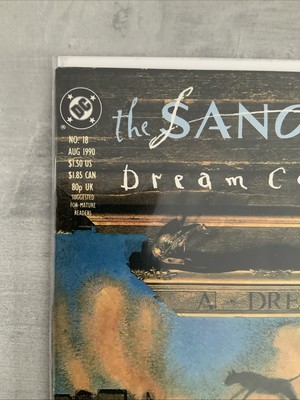 DC
®
NO. 18
AUG 1990
$1.50 US
$1.85 CAN
80p UK
SUGGESTED
FOR MATURE
READERS
the SAN
Dream C
A DRE